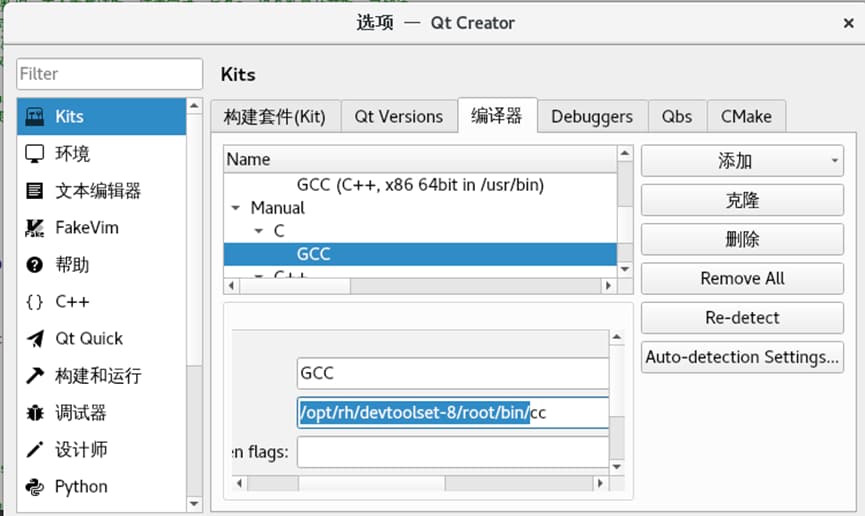 选项 — Qt Creator
Filter
Kits
环境
文本编辑器
FakeVim
帮助
C++
Qt Quick
构建和运行
调试器
设计师
Python
Kits
构建套件(Kit)
Qt Versions
编译器
Debuggers
Qbs
CMake
Name
GCC (C++, x86 64bit in /usr/bin)
Manual
C
GCC
C++
GCC
/opt/rh/devtoolset-8/root/bin/cc
en flags:
添加
克隆
删除
Remove All
Re-detect
Auto-detection Settings...